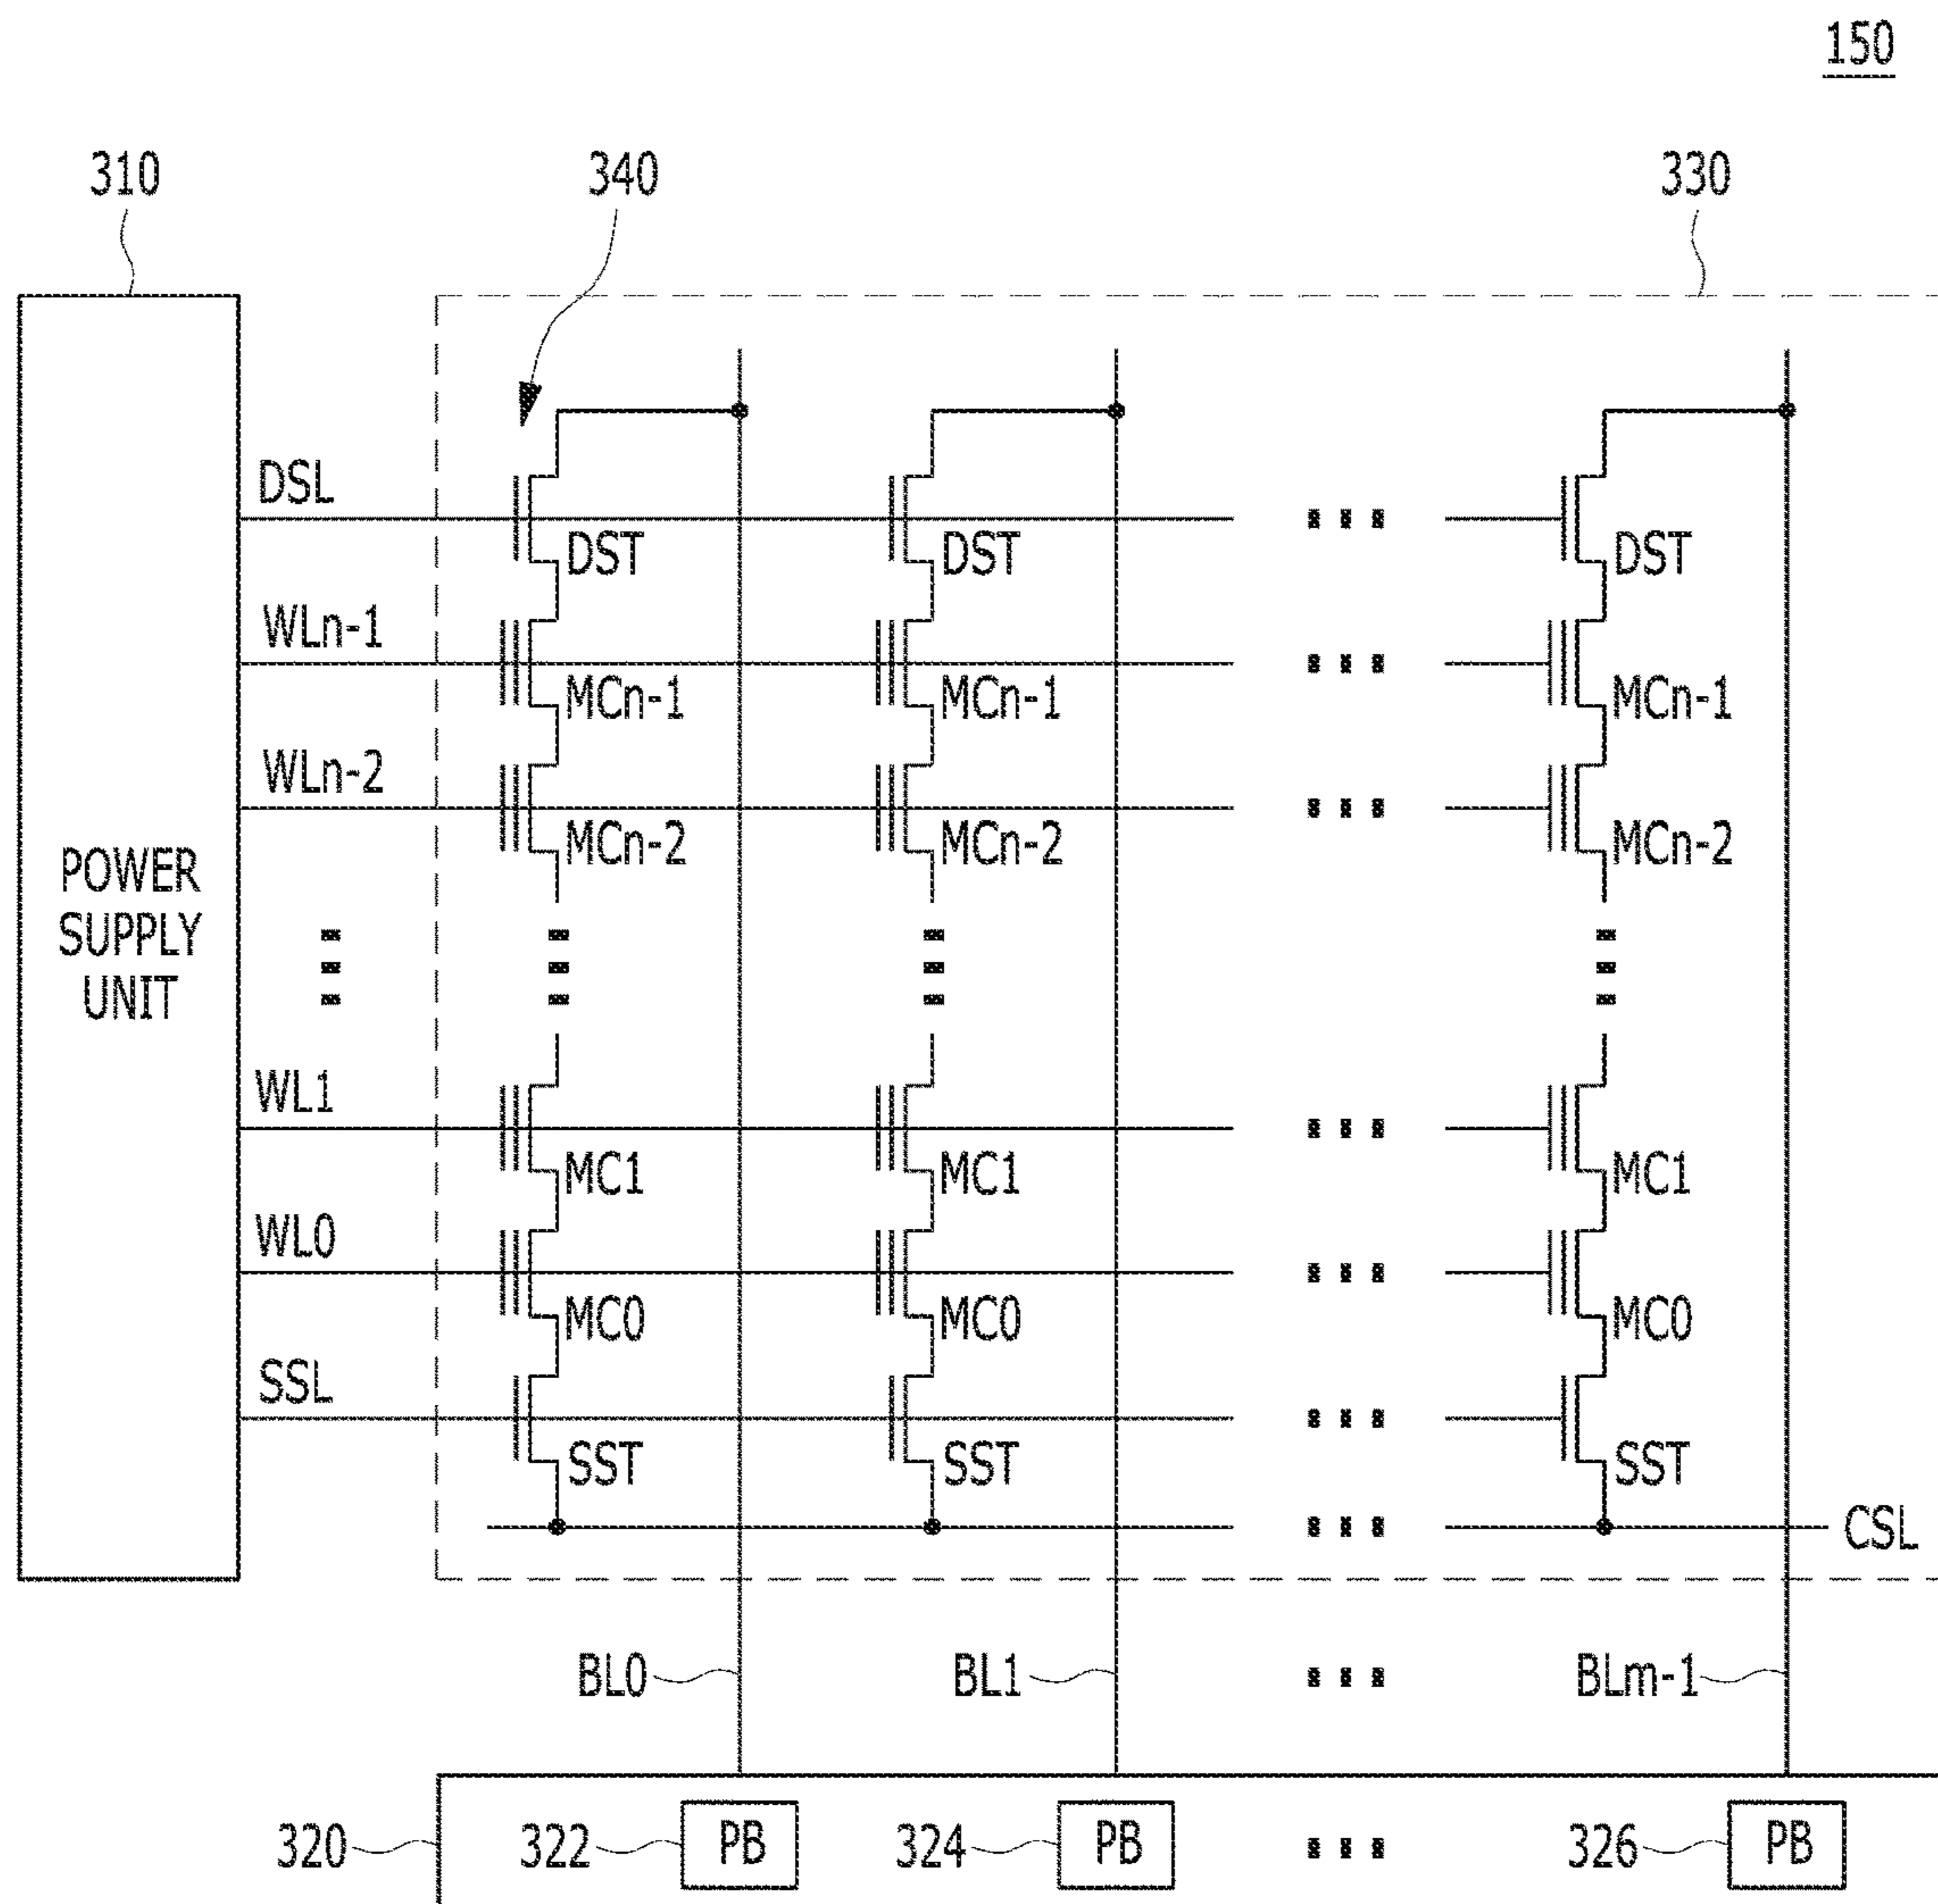 150
310 340 330
DSL
DST DST DST
WLn-1
MCn-1 MCn-1 MCn-1
WLn-2
MCn-2 MCn-2 MCn-2
POWER
SUPPLY
UNIT
WL1
MC1 MC1 MC1
WL0
MC0 MC0 MC0
SSL
SST SST SST
CSL
BL0 BL1 BLm-1
320 322 PB 324 PB 326 PB